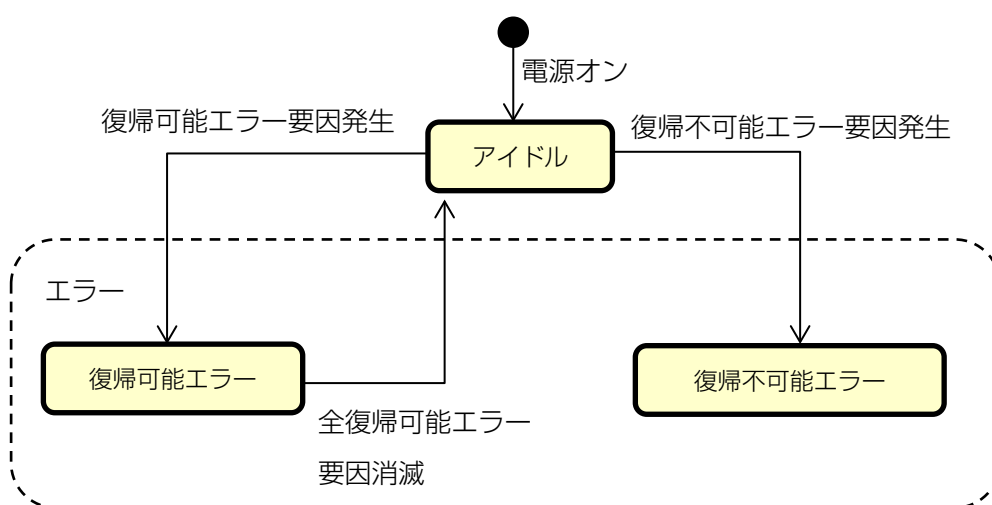 電源オン
復帰可能エラー要因発生
復帰不可能エラー要因発生
アイドル
エラー
復帰可能エラー
復帰不可能エラー
全復帰可能エラー
要因消滅